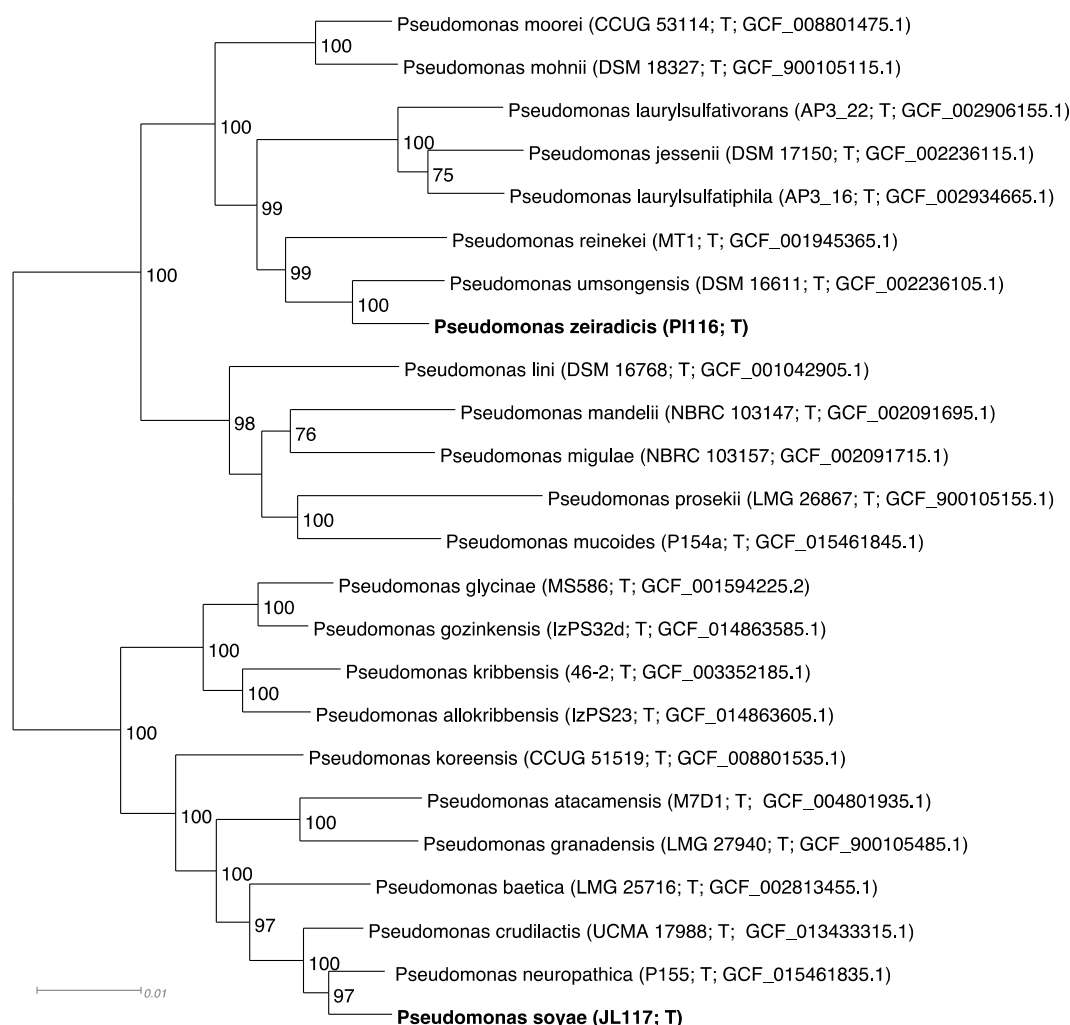 Pseudomonas moorei (CCUG 53114; T; GCF_008801475.1)
100
Pseudomonas mohnii (DSM 18327; T; GCF_900105115.1)
100
Pseudomonas laurylsulfativorans (AP3_22; T; GCF_002906155.1)
100
Pseudomonas jessenii (DSM 17150; T; GCF_002236115.1)
75
Pseudomonas laurylsulfatiphila (AP3_16; T; GCF_002934665.1)
99
Pseudomonas reinekei (MT1; T; GCF_001945365.1)
99
100
Pseudomonas umsongensis (DSM 16611; T; GCF_002236105.1)
100
Pseudomonas zeiradicis (PI116; T)
Pseudomonas lini (DSM 16768; T; GCF_001042905.1)
98
Pseudomonas mandelii (NBRC 103147; T; GCF_002091695.1)
76
Pseudomonas migulae (NBRC 103157; GCF_002091715.1)
Pseudomonas prosekii (LMG 26867; T; GCF_900105155.1)
100
Pseudomonas mucoides (P154a; T; GCF_015461845.1)
Pseudomonas glycinae (MS586; T; GCF_001594225.2)
100
Pseudomonas gozinkensis (IzPS32d; T; GCF_014863585.1)
100
Pseudomonas kribbensis (46-2; T; GCF_003352185.1)
100
Pseudomonas allokribbensis (IzPS23; T; GCF_014863605.1)
100
Pseudomonas koreensis (CCUG 51519; T; GCF_008801535.1)
100
Pseudomonas atacamensis (M7D1; T; GCF_004801935.1)
100
Pseudomonas granadensis (LMG 27940; T; GCF_900105485.1)
100
Pseudomonas baetica (LMG 25716; T; GCF_002813455.1)
97
Pseudomonas crudilactis (UCMA 17988; T; GCF_013433315.1)
100
Pseudomonas neuropathica (P155; T; GCF_015461835.1)
97
0.01
Pseudomonas soyae (JL117; T)